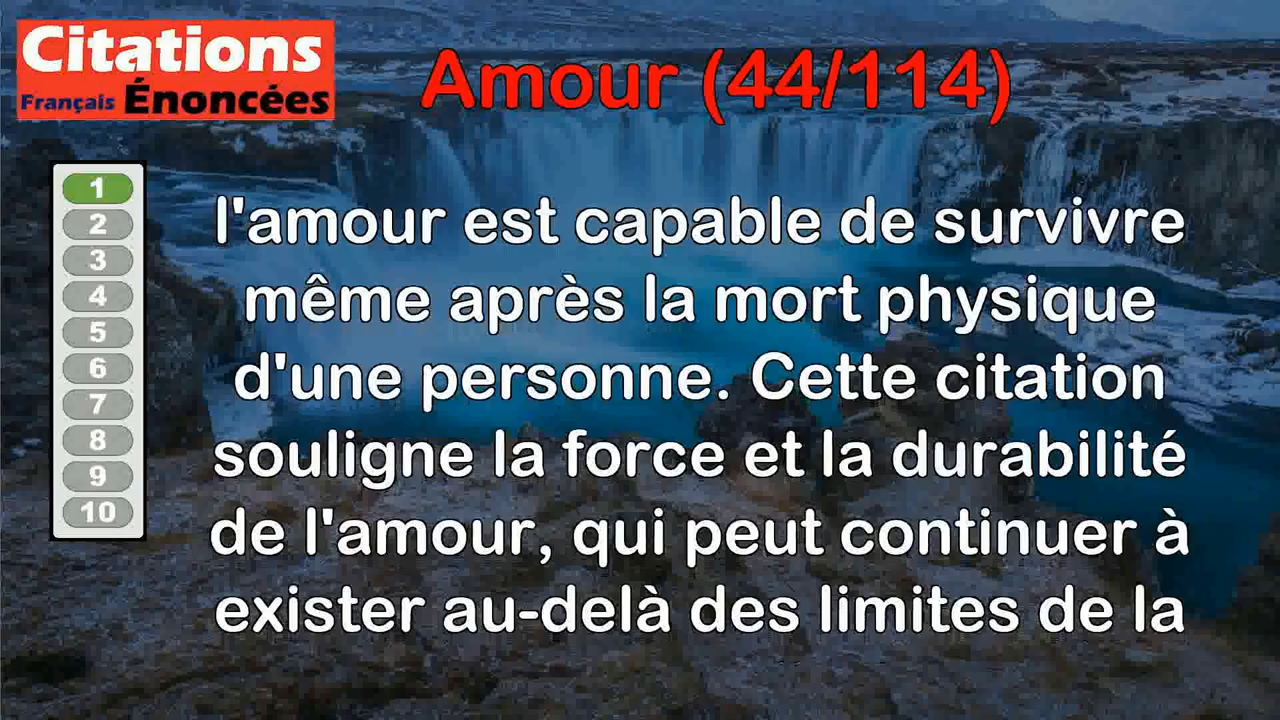 Citations
Français Énoncées
Amour (44/114)
1
2
3
4
5
6
7
8
9
10
l'amour est capable de survivre
même après la mort physique
d'une personne. Cette citation
souligne la force et la durabilité
de l'amour, qui peut continuer à
exister au-delà des limites de la